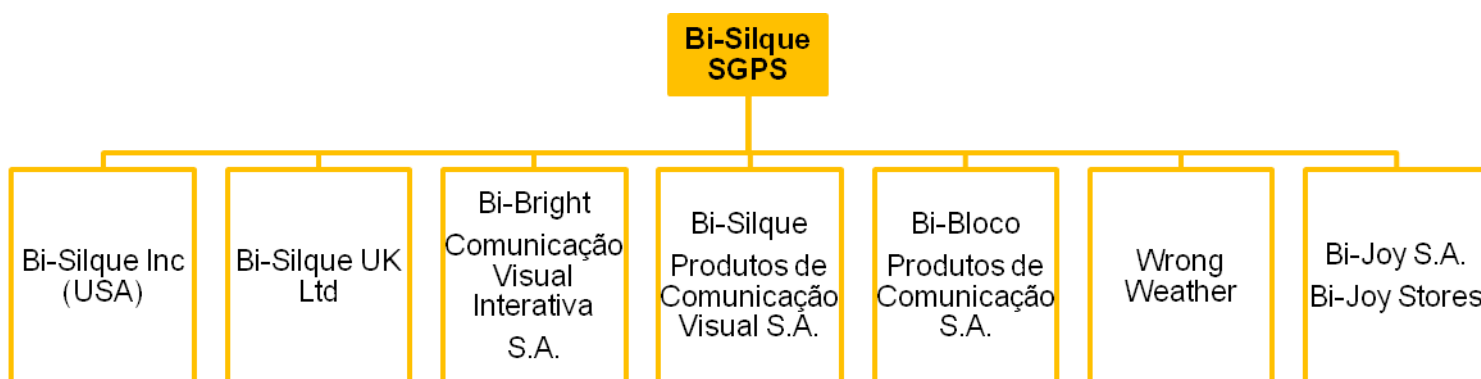 Bi-Silque
SGPS
Bi-Silque Inc
(USA)
Bi-Silque UK
Ltd
Bi-Bright
Comunicação
Visual
Interativa
S.A.
Bi-Silque
Produtos de
Comunicação
Visual S.A.
Bi-Bloco
Produtos de
Comunicação
S.A.
Wrong
Weather
Bi-Joy S.A.
Bi-Joy Stores